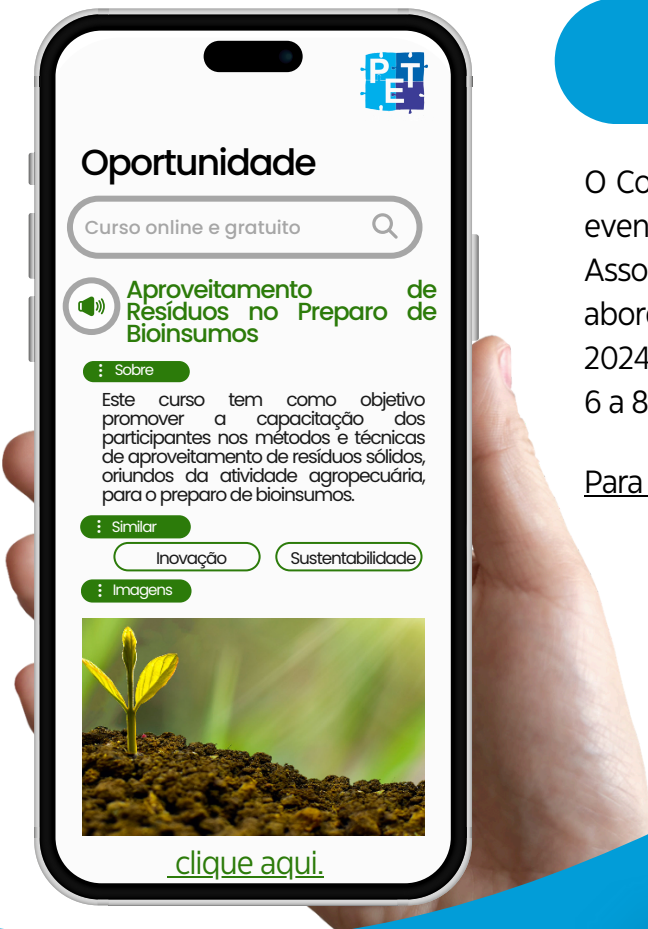 PET
Oportunidade
Curso online e gratuito
Aproveitamento de
Resíduos no Preparo de
Bioinsumos
Sobre
Este curso tem como objetivo
promover a capacitação dos
participantes nos métodos e técnicas
de aproveitamento de resíduos sólidos,
oriundos da atividade agropecuária,
para o preparo de bioinsumos.
Similar
Inovação Sustentabilidade
Imagens
clique aqui.
O Co
even
Asso
abor
2024
6 a 8
Para